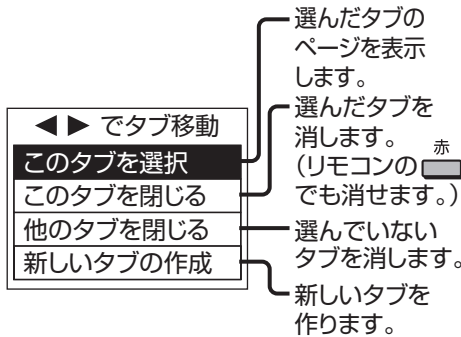 ◀▶ でタブ移動
このタブを選択
このタブを閉じる
他のタブを閉じる
新しいタブの作成
選んだタブの
ページを表示
します。
選んだタブを
消します。
（リモコンの 赤
でも消せます。）
選んでいない
タブを消します。
新しいタブを
作ります。